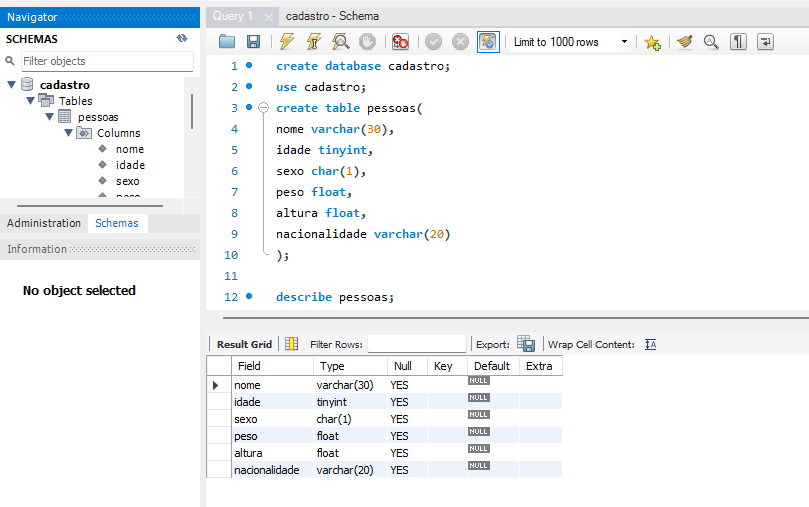 Navigator
SCHEMAS
Filter objects
cadastro
Tables
pessoas
Columns
nome
idade
sexo
peso
Administration Schemas
Information
No object selected
Query 1 cadastro - Schema
Limit to 1000 rows
1 create database cadastro;
2 use cadastro;
3 create table pessoas(
4 nome varchar(30),
5 idade tinyint,
6 sexo char(1),
7 peso float,
8 altura float,
9 nacionalidade varchar(20)
10 );
11
12 describe pessoas;
Result Grid Filter Rows: Export: Wrap Cell Content:
Field Type Null Key Default Extra
nome varchar(30) YES NULL
idade tinyint YES NULL
sexo char(1) YES NULL
peso float YES NULL
altura float YES NULL
nacionalidade varchar(20) YES NULL